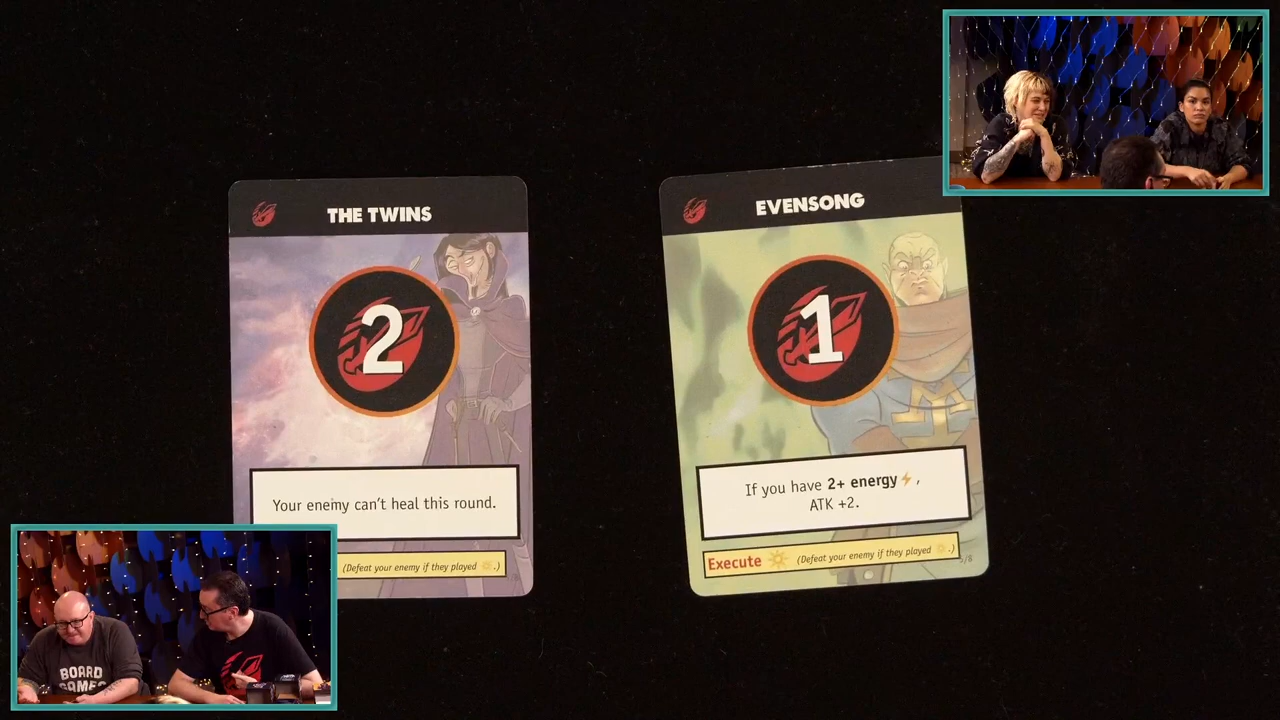 THE TWINS
2
Your enemy can't heal this round.
(Defeat your enemy if they played .)
EVENSONG
1
If you have 2+ energy ,
ATK +2.
Execute (Defeat your enemy if they played .)
BOARD
GAMES